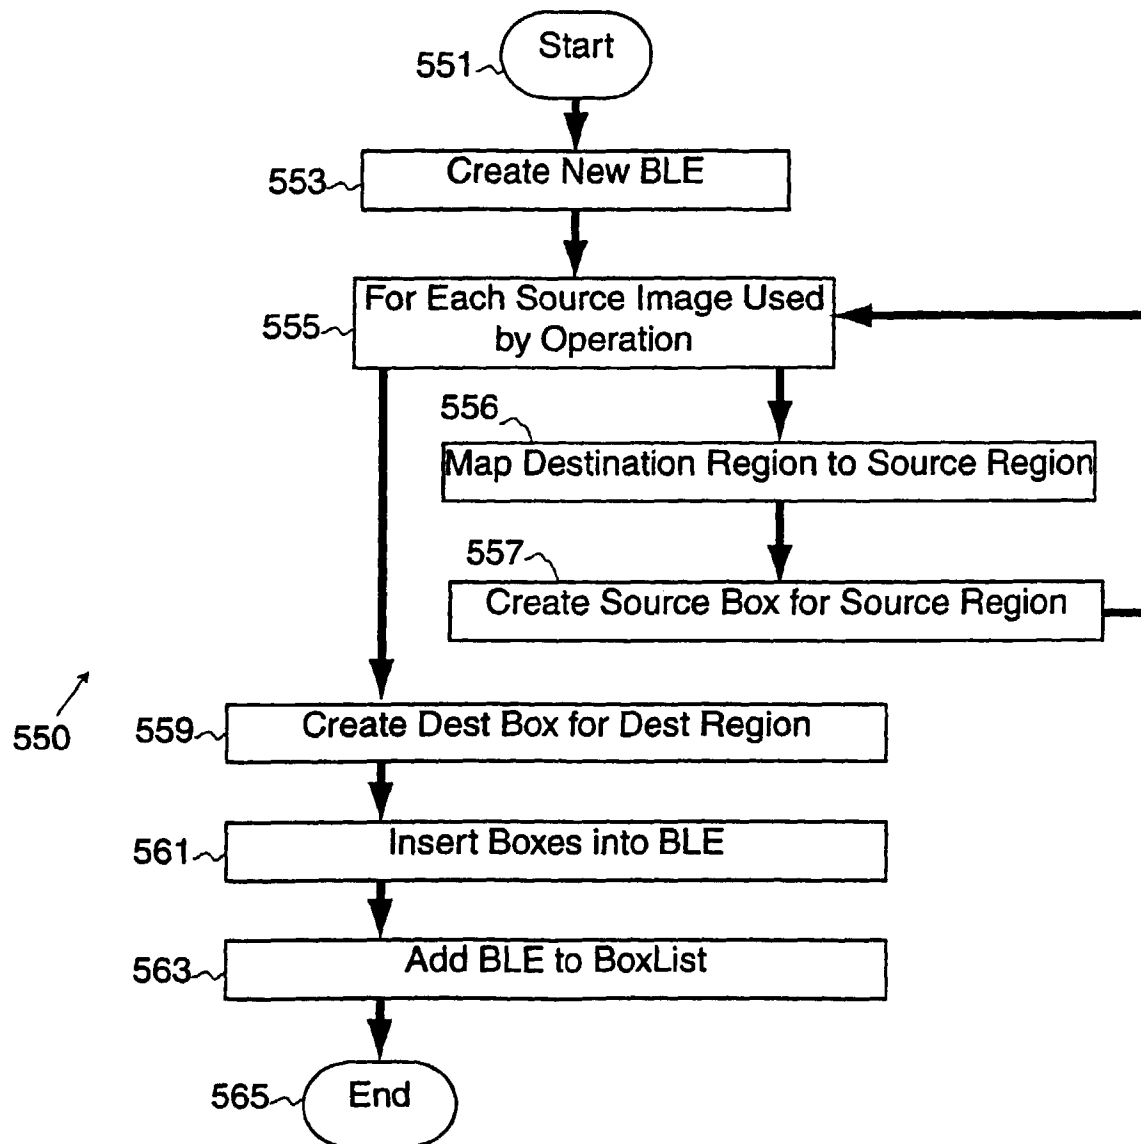 Start
551
Create New BLE
553
For Each Source Image Used
by Operation
555
556
Map Destination Region to Source Region
557
Create Source Box for Source Region
550
559
Create Dest Box for Dest Region
561
Insert Boxes into BLE
563
Add BLE to BoxList
565
End